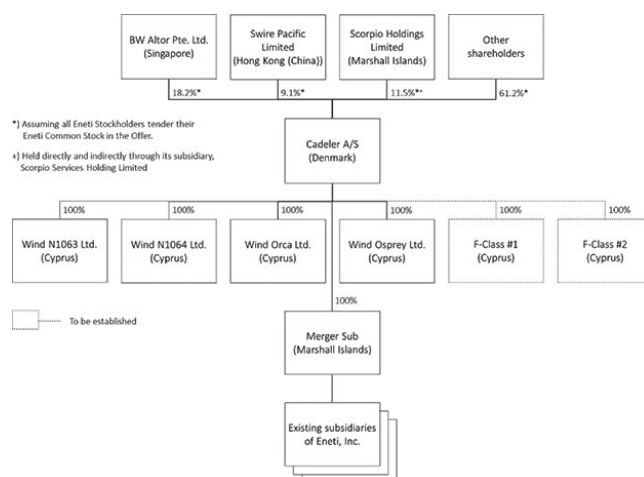 BW Altor Pte. Ltd.
(Singapore)
Swire Pacific
Limited
(Hong Kong (China))
Scorpio Holdings
Limited
(Marshall Islands)
Other
shareholders
18.2%*
9.1%*
11.5%*+
61.2%*
*) Assuming all Eneti Stockholders tender their
Eneti Common Stock in the Offer.
+) Held directly and indirectly through its subsidiary,
Scorpio Services Holding Limited
Cadeler A/S
(Denmark)
100%
100%
100%
100%
100%
100%
Wind N1063 Ltd.
(Cyprus)
Wind N1064 Ltd.
(Cyprus)
Wind Orca Ltd.
(Cyprus)
Wind Osprey Ltd.
(Cyprus)
F-Class #1
(Cyprus)
F-Class #2
(Cyprus)
100%
To be established
Merger Sub
(Marshall Islands)
Existing subsidiaries
of Eneti, Inc.